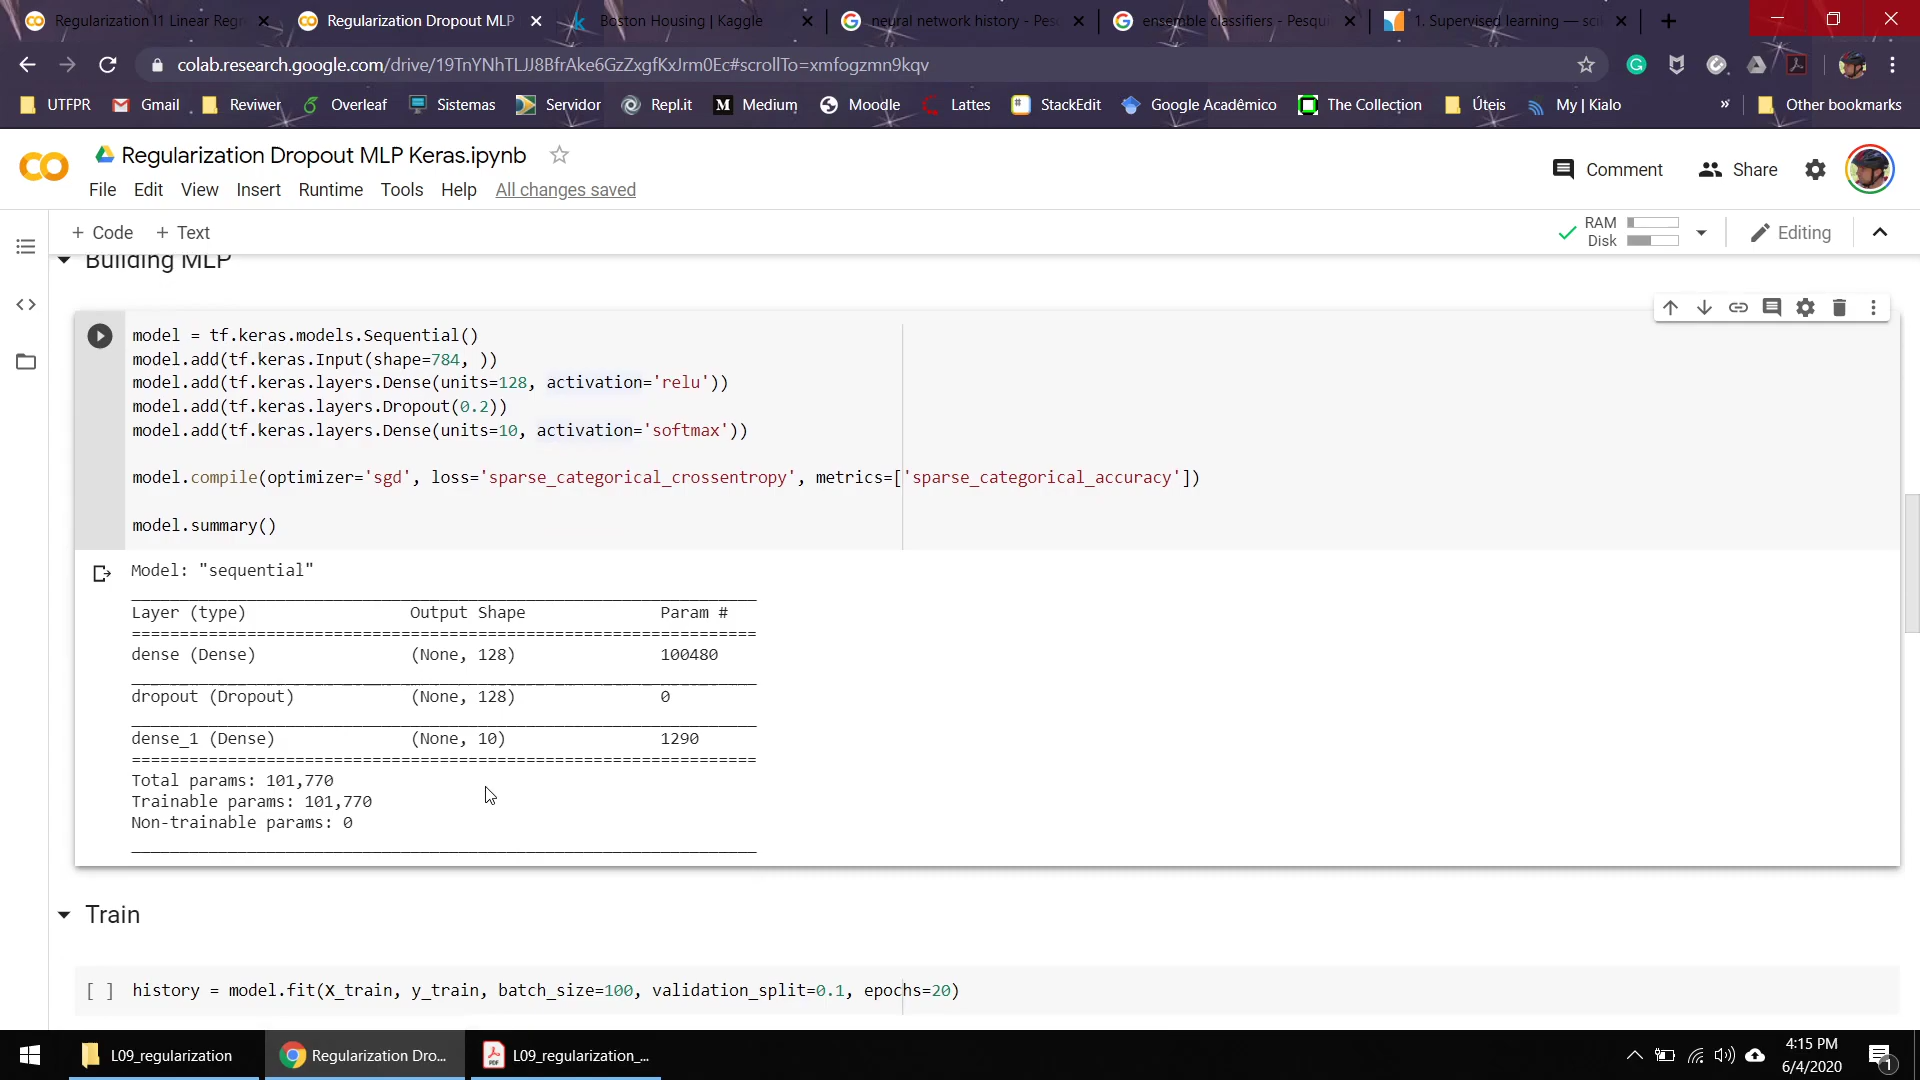 Regularization l1 Linear Regr
Regularization Dropout MLP
Boston Housing | Kaggle
neural network history - Pesq
ensemble classifiers - Pesqui
1. Supervised learning — sci
colab.research.google.com/drive/19TnYNhTLJJ8BfrAke6GzZxgfKxJrm0Ec#scrollTo=xmfogzmn9kqv
UTFPR
Gmail
Reviwer
Overleaf
Sistemas
Servidor
Repl.it
Medium
Moodle
Lattes
StackEdit
Google Acadêmico
The Collection
Úteis
My | Kialo
»
Other bookmarks
Regularization Dropout MLP Keras.ipynb
Comment
Share
File Edit View Insert Runtime Tools Help All changes saved
+ Code + Text
RAM
Disk
Editing
Building MLP
model = tf.keras.models.Sequential()
model.add(tf.keras.Input(shape=784, ))
model.add(tf.keras.layers.Dense(units=128, activation='relu'))
model.add(tf.keras.layers.Dropout(0.2))
model.add(tf.keras.layers.Dense(units=10, activation='softmax'))
model.compile(optimizer='sgd', loss='sparse_categorical_crossentropy', metrics=['sparse_categorical_accuracy'])
model.summary()
Model: "sequential"
Layer (type) Output Shape Param #
dense (Dense) (None, 128) 100480
dropout (Dropout) (None, 128) 0
dense_1 (Dense) (None, 10) 1290
Total params: 101,770
Trainable params: 101,770
Non-trainable params: 0
Train
[ ] history = model.fit(X_train, y_train, batch_size=100, validation_split=0.1, epochs=20)
L09_regularization
Regularization Dro...
L09_regularization_...
4:15 PM
6/4/2020
1